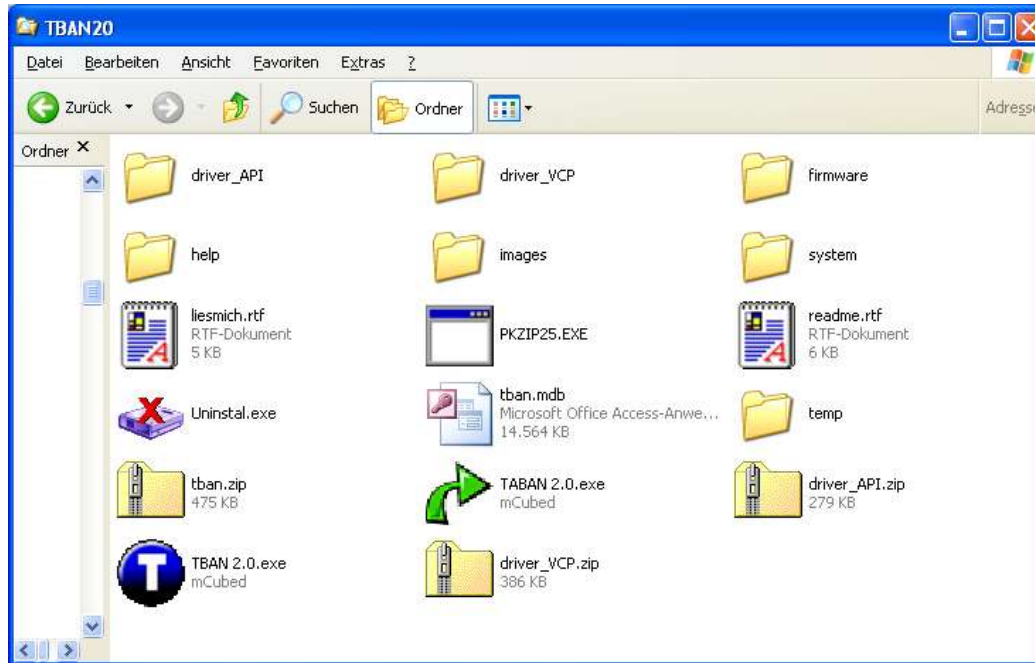 TBAN20
Datei Bearbeiten Ansicht Favoriten Extras ?
Zurück Suchen Ordner Adresse
Ordner
driver_API
driver_VCP
firmware
help
images
system
liesmich.rtf
RTF-Dokument
5 KB
PKZIP25.EXE
readme.rtf
RTF-Dokument
6 KB
Uninstal.exe
tban.mdb
Microsoft Office Access-Anwe...
14.564 KB
temp
tban.zip
475 KB
TABAN 2.0.exe
mCubed
driver_API.zip
279 KB
T
TBAN 2.0.exe
mCubed
driver_VCP.zip
386 KB